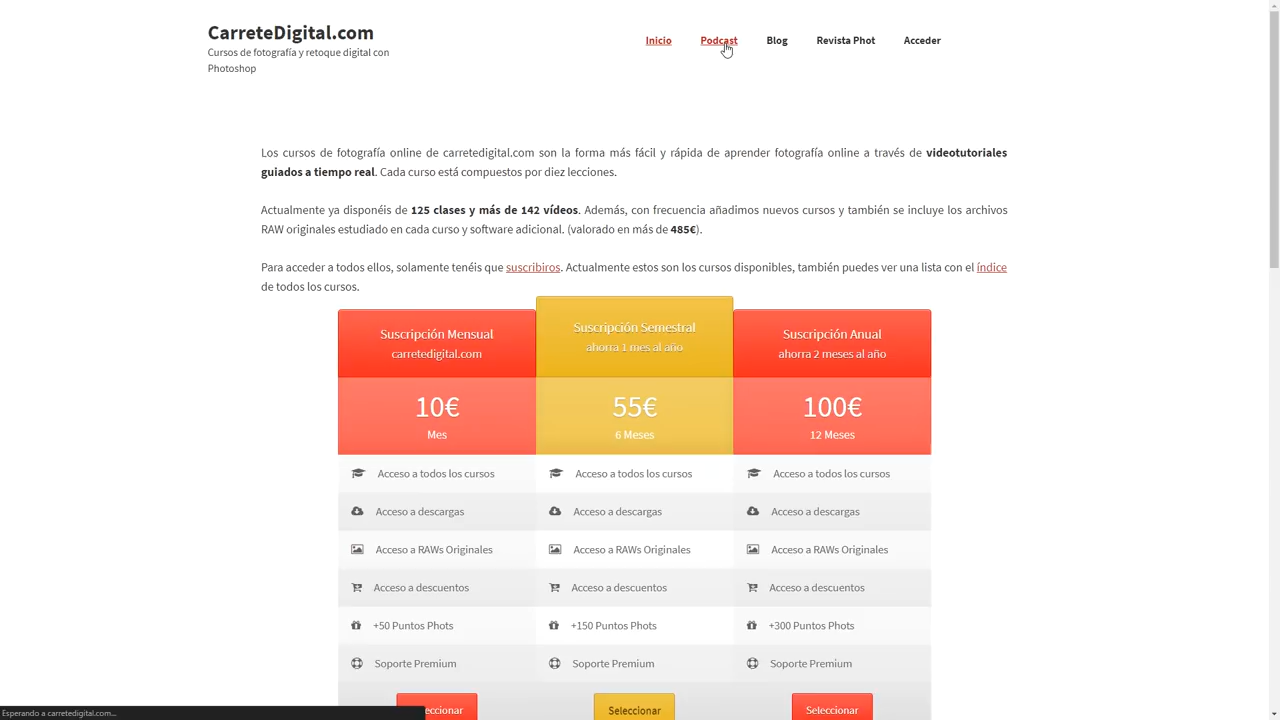 CarreteDigital.com
Cursos de fotografía y retoque digital con
Photoshop
Inicio Podcast Blog Revista Phot Acceder
Los cursos de fotografía online de carretedigital.com son la forma más fácil y rápida de aprender fotografía online a través de videotutoriales
guiados a tiempo real. Cada curso está compuestos por diez lecciones.
Actualmente ya disponéis de 125 clases y más de 142 vídeos. Además, con frecuencia añadimos nuevos cursos y también se incluye los archivos
RAW originales estudiado en cada curso y software adicional. (valorado en más de 485€).
Para acceder a todos ellos, solamente tenéis que suscribiros. Actualmente estos son los cursos disponibles, también puedes ver una lista con el índice
de todos los cursos.
Suscripción Mensual
carretedigital.com
10€
Mes
Acceso a todos los cursos
Acceso a descargas
Acceso a RAWs Originales
Acceso a descuentos
+50 Puntos Phots
Soporte Premium
Suscripción Semestral
ahorra 1 mes al año
55€
6 Meses
Acceso a todos los cursos
Acceso a descargas
Acceso a RAWs Originales
Acceso a descuentos
+150 Puntos Phots
Soporte Premium
Seleccionar
Suscripción Anual
ahorra 2 meses al año
100€
12 Meses
Acceso a todos los cursos
Acceso a descargas
Acceso a RAWs Originales
Acceso a descuentos
+300 Puntos Phots
Soporte Premium
Seleccionar
Esperando a carretedigital.com...